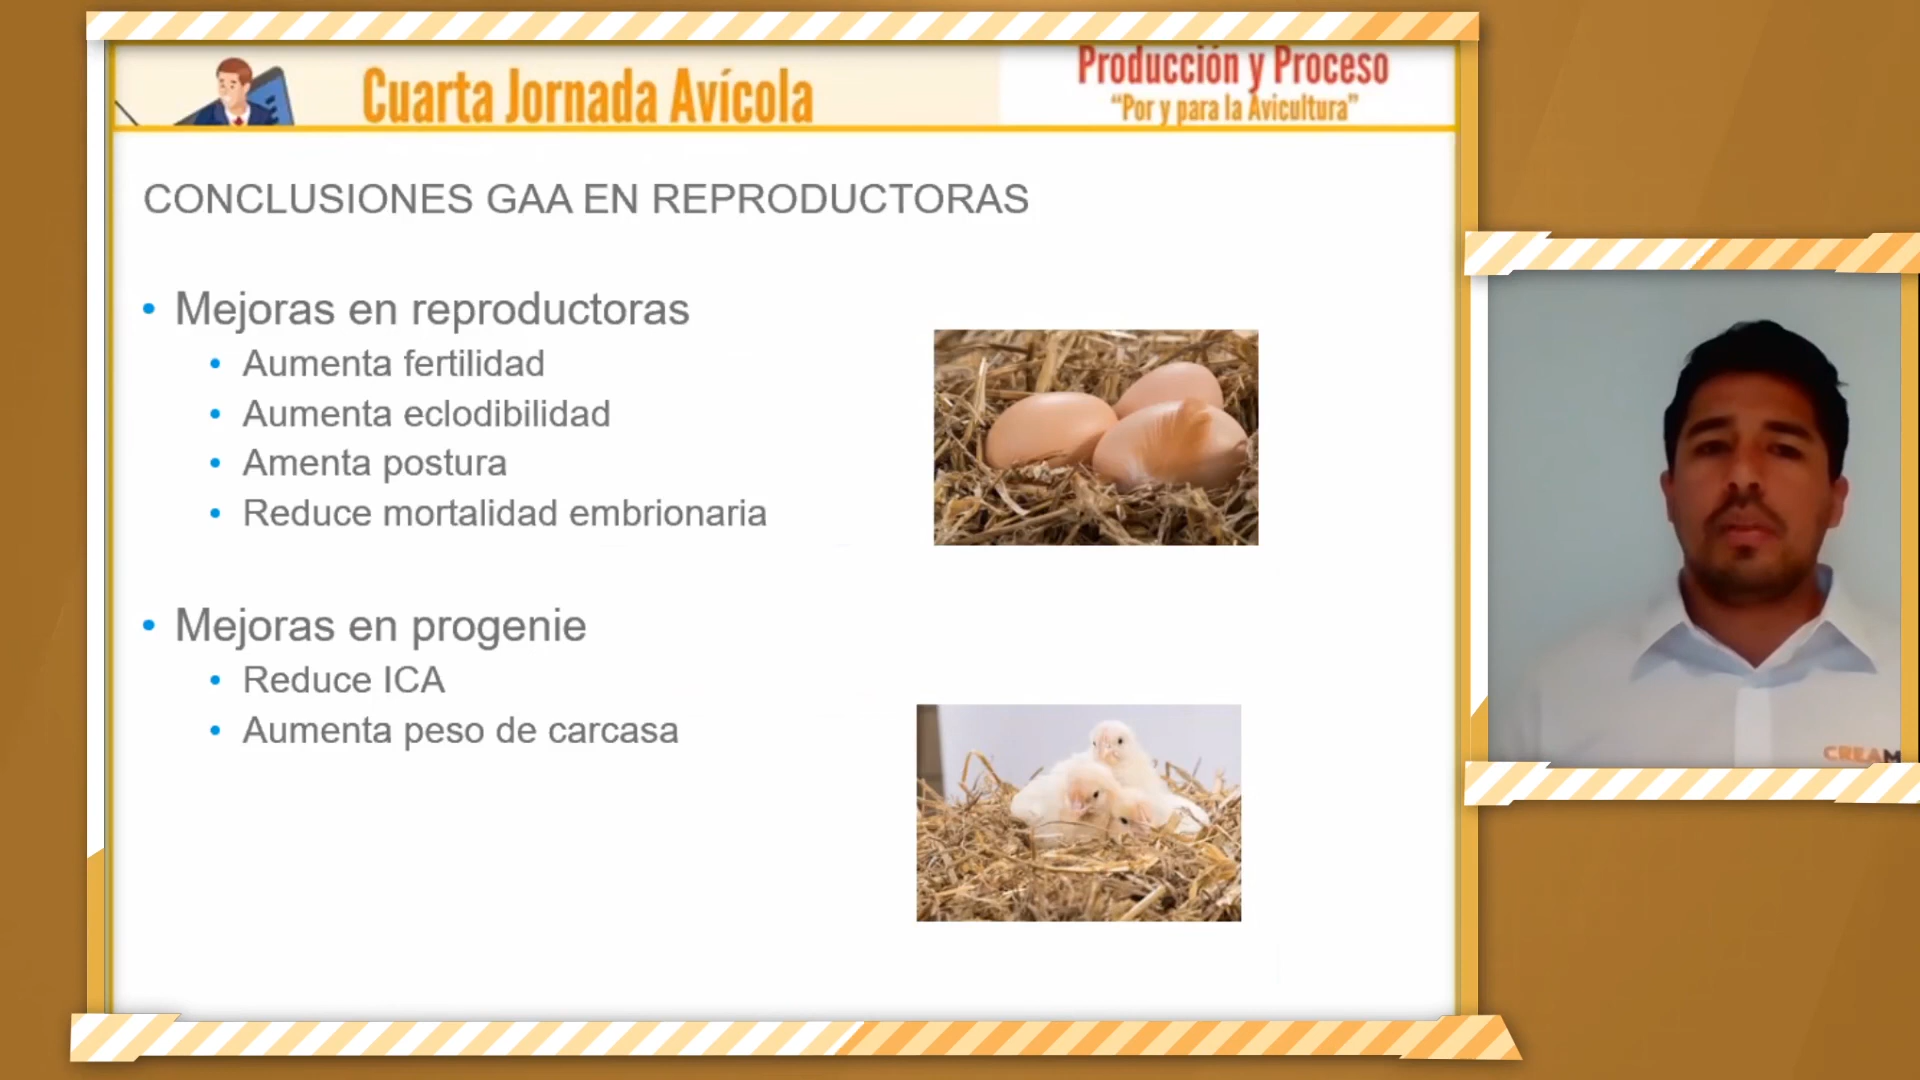 Cuarta Jornada Avícola
Producción y Proceso
“Por y para la Avicultura”
CONCLUSIONES GAA EN REPRODUCTORAS
• Mejoras en reproductoras
• Aumenta fertilidad
• Aumenta eclodibilidad
• Amenta postura
• Reduce mortalidad embrionaria
• Mejoras en progenie
• Reduce ICA
• Aumenta peso de carcasa
CREAM